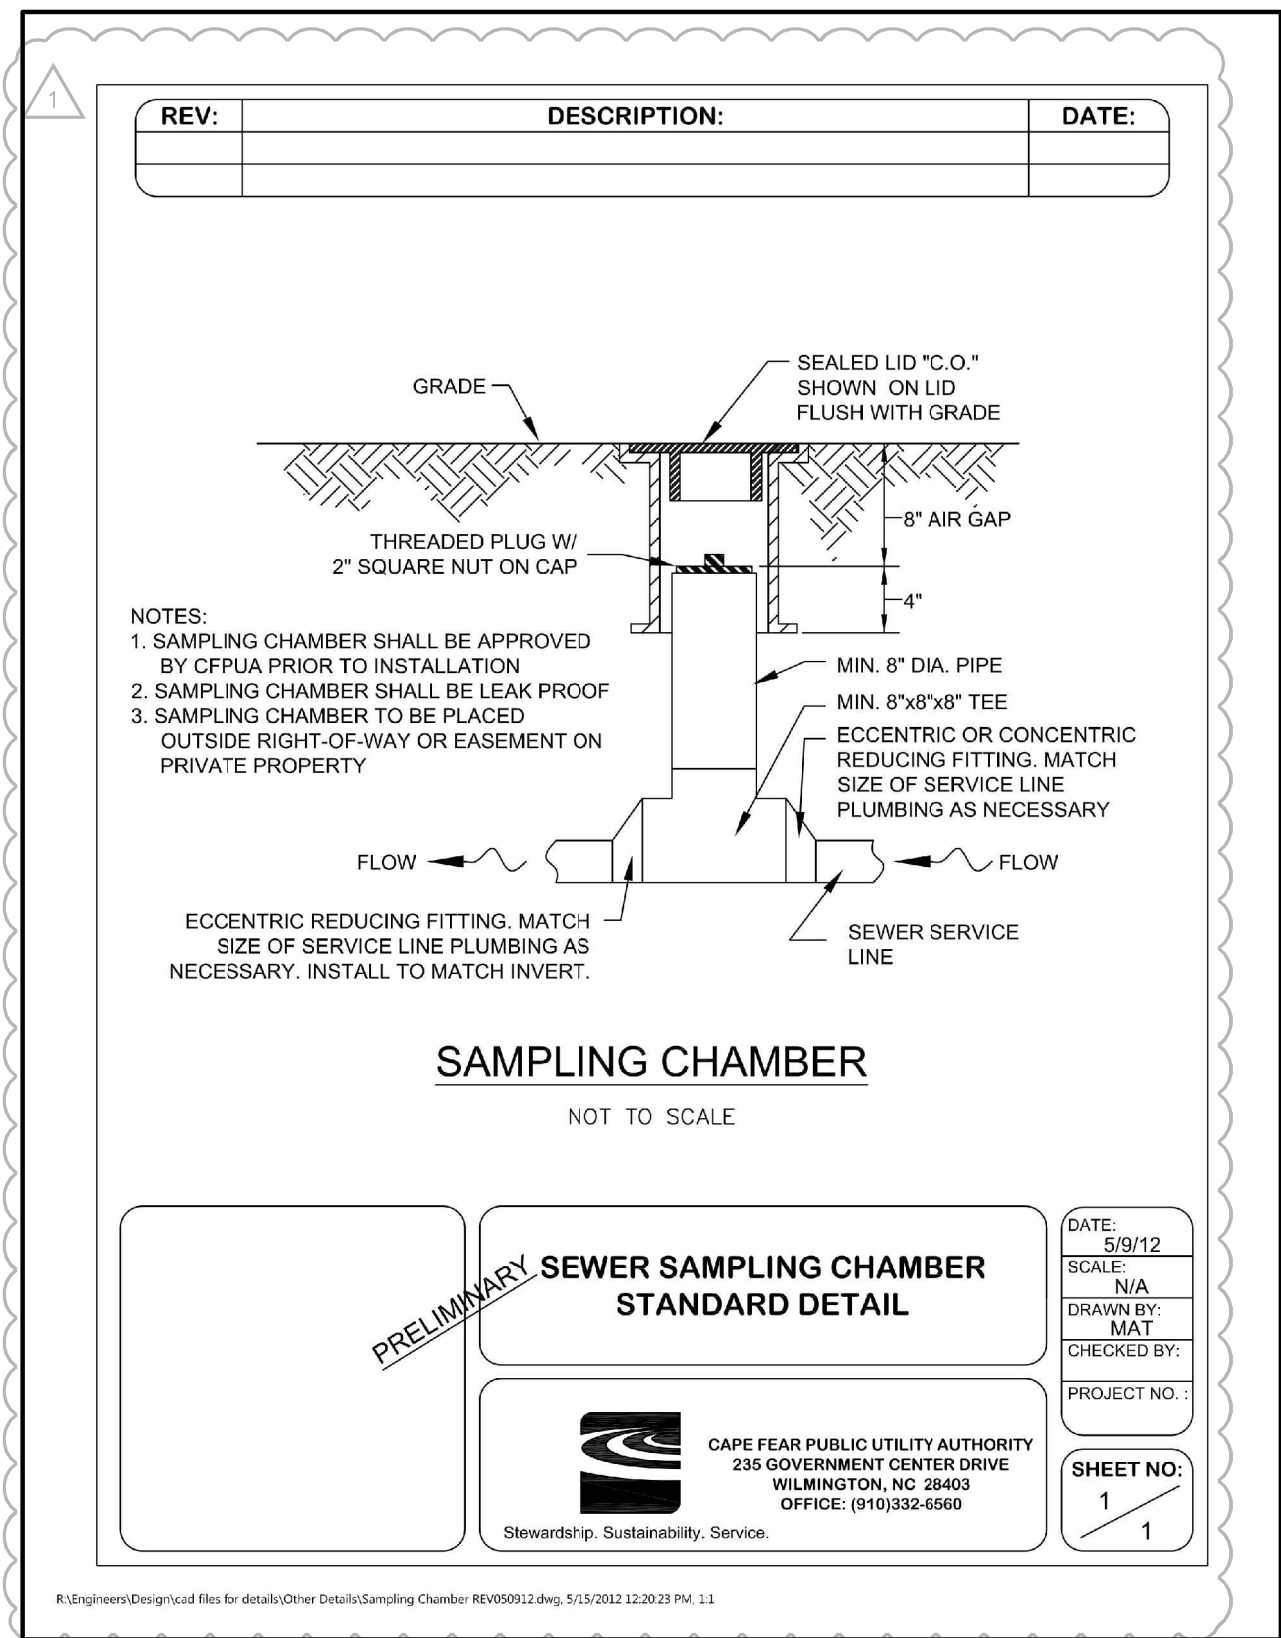 1
REV: DESCRIPTION: DATE:
SEALED LID "C.O."
SHOWN ON LID
FLUSH WITH GRADE
GRADE
8" AIR GAP
THREADED PLUG W/
2" SQUARE NUT ON CAP
4"
NOTES:
1. SAMPLING CHAMBER SHALL BE APPROVED
BY CFPUA PRIOR TO INSTALLATION
2. SAMPLING CHAMBER SHALL BE LEAK PROOF
3. SAMPLING CHAMBER TO BE PLACED
OUTSIDE RIGHT-OF-WAY OR EASEMENT ON
PRIVATE PROPERTY
MIN. 8" DIA. PIPE
MIN. 8"x8"x8" TEE
ECCENTRIC OR CONCENTRIC
REDUCING FITTING. MATCH
SIZE OF SERVICE LINE
PLUMBING AS NECESSARY
FLOW
FLOW
ECCENTRIC REDUCING FITTING. MATCH
SIZE OF SERVICE LINE PLUMBING AS
NECESSARY. INSTALL TO MATCH INVERT.
SEWER SERVICE
LINE
SAMPLING CHAMBER
NOT TO SCALE
PRELIMINARY
SEWER SAMPLING CHAMBER
STANDARD DETAIL
DATE:
5/9/12
SCALE:
N/A
DRAWN BY:
MAT
CHECKED BY:
PROJECT NO. :
CAPE FEAR PUBLIC UTILITY AUTHORITY
235 GOVERNMENT CENTER DRIVE
WILMINGTON, NC 28403
OFFICE: (910)332-6560
Stewardship. Sustainability. Service.
SHEET NO:
1
1
R:\Engineers\Design\cad files for details\Other Details\Sampling Chamber REV050912.dwg, 5/15/2012 12:20:23 PM, 1:1